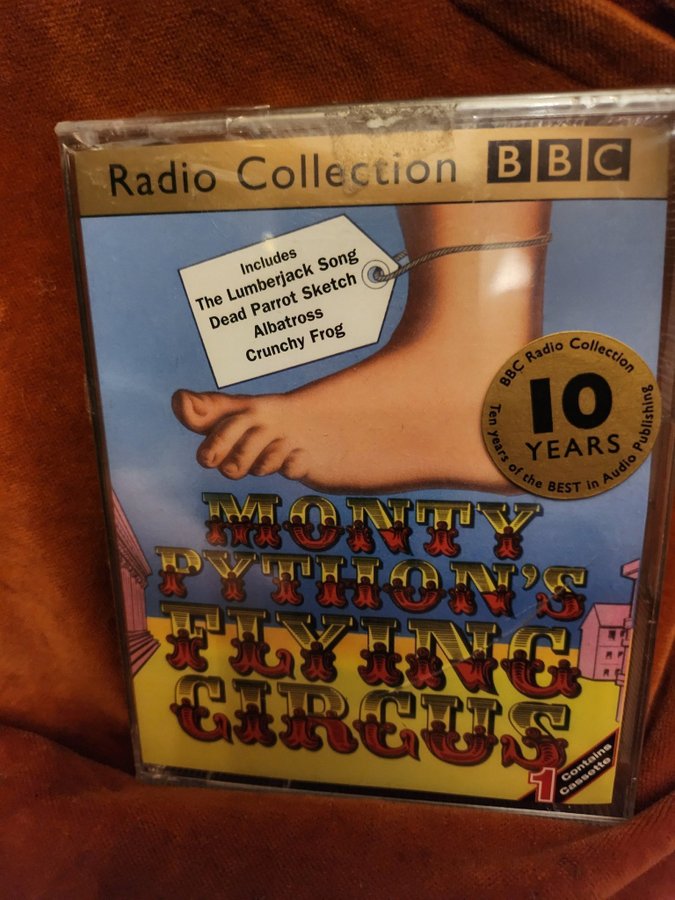 Radio Collection BBC
Includes
The Lumberjack Song
Dead Parrot Sketch
Albatross
Crunchy Frog
BBC Radio Collection
10
YEARS
Ten years of the BEST in Audio Publishing
MONTY
PYTHON'S
FLYING
CIRCUS
1 Contains
Cassette